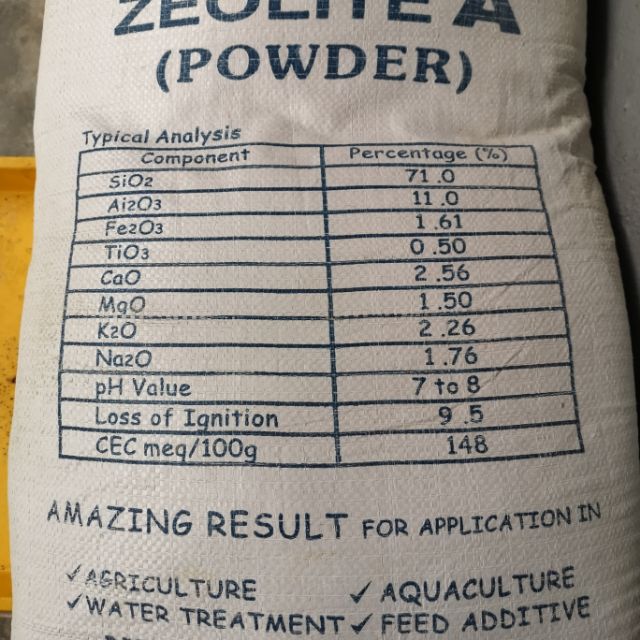 ZEOLITE A
(POWDER)
Typical Analysis
Component Percentage (%)
SiO2 71.0
Al2O3 11.0
Fe2O3 1.61
TiO3 0.50
CaO 2.56
MgO 1.50
K2O 2.26
Na2O 1.76
pH Value 7 to 8
Loss of Ignition 9.5
CEC meq/100g 148
AMAZING RESULT FOR APPLICATION IN
✓ AGRICULTURE ✓ AQUACULTURE
✓ WATER TREATMENT ✓ FEED ADDITIVE